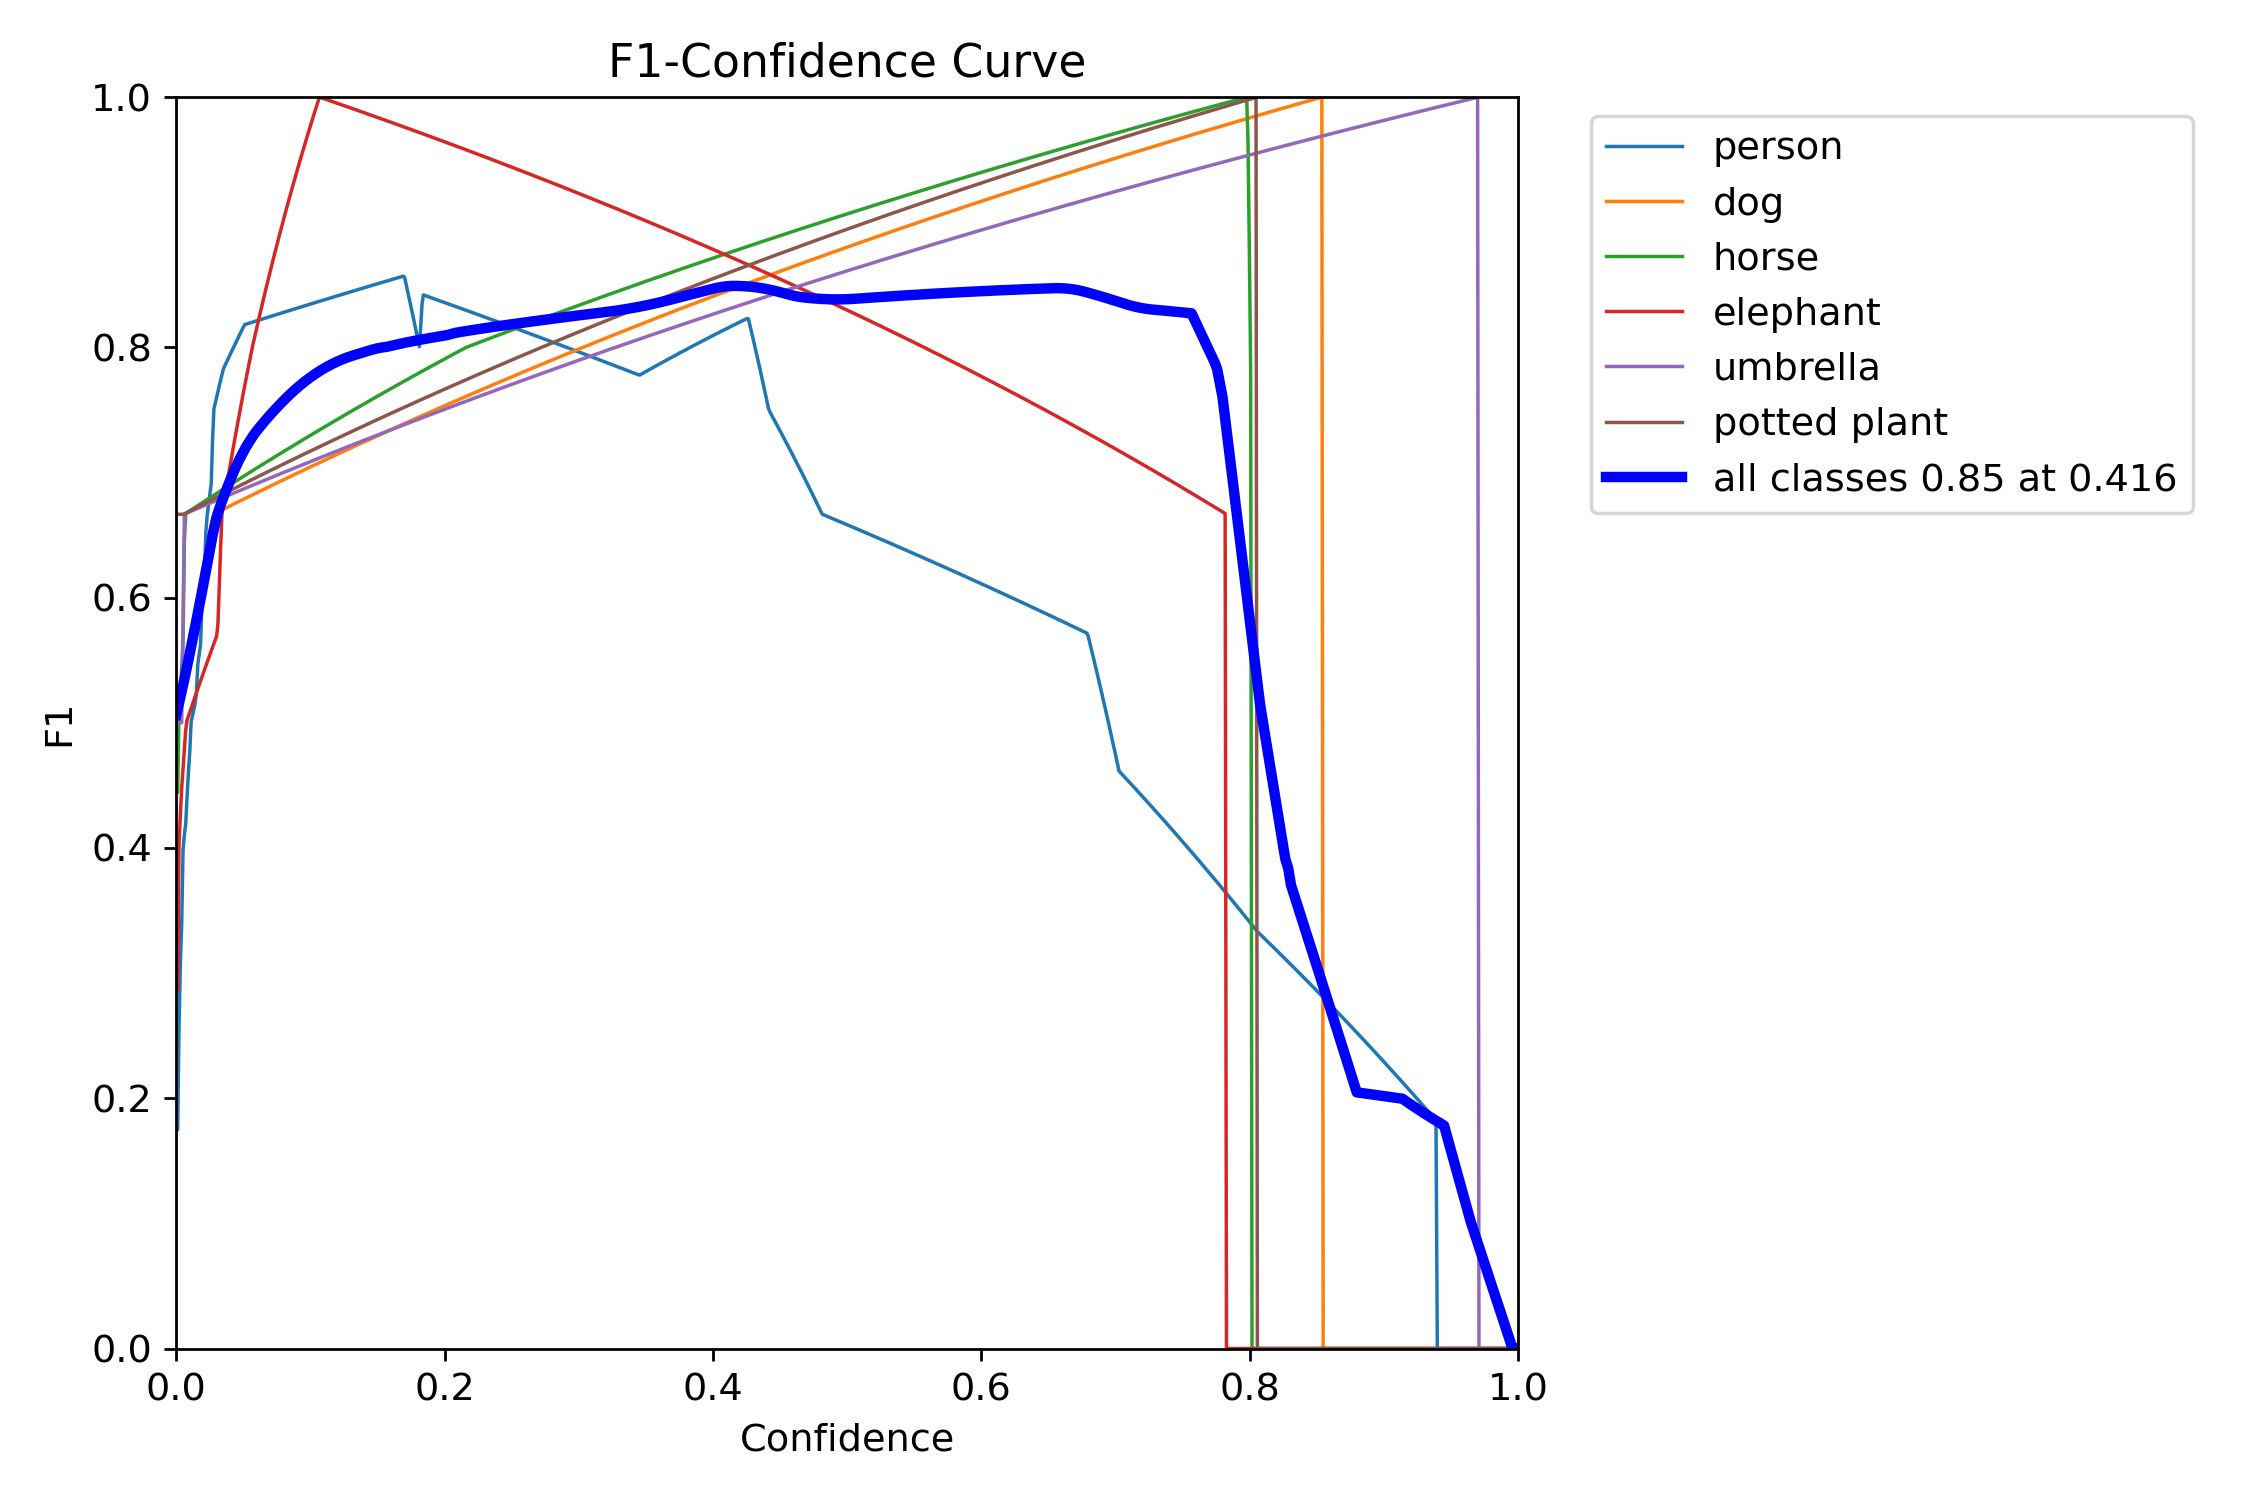 F1-Confidence Curve
1.0
0.8
0.6
0.4
0.2
0.0
F1
0.0 0.2 0.4 0.6 0.8 1.0
Confidence
person
dog
horse
elephant
umbrella
potted plant
all classes 0.85 at 0.416